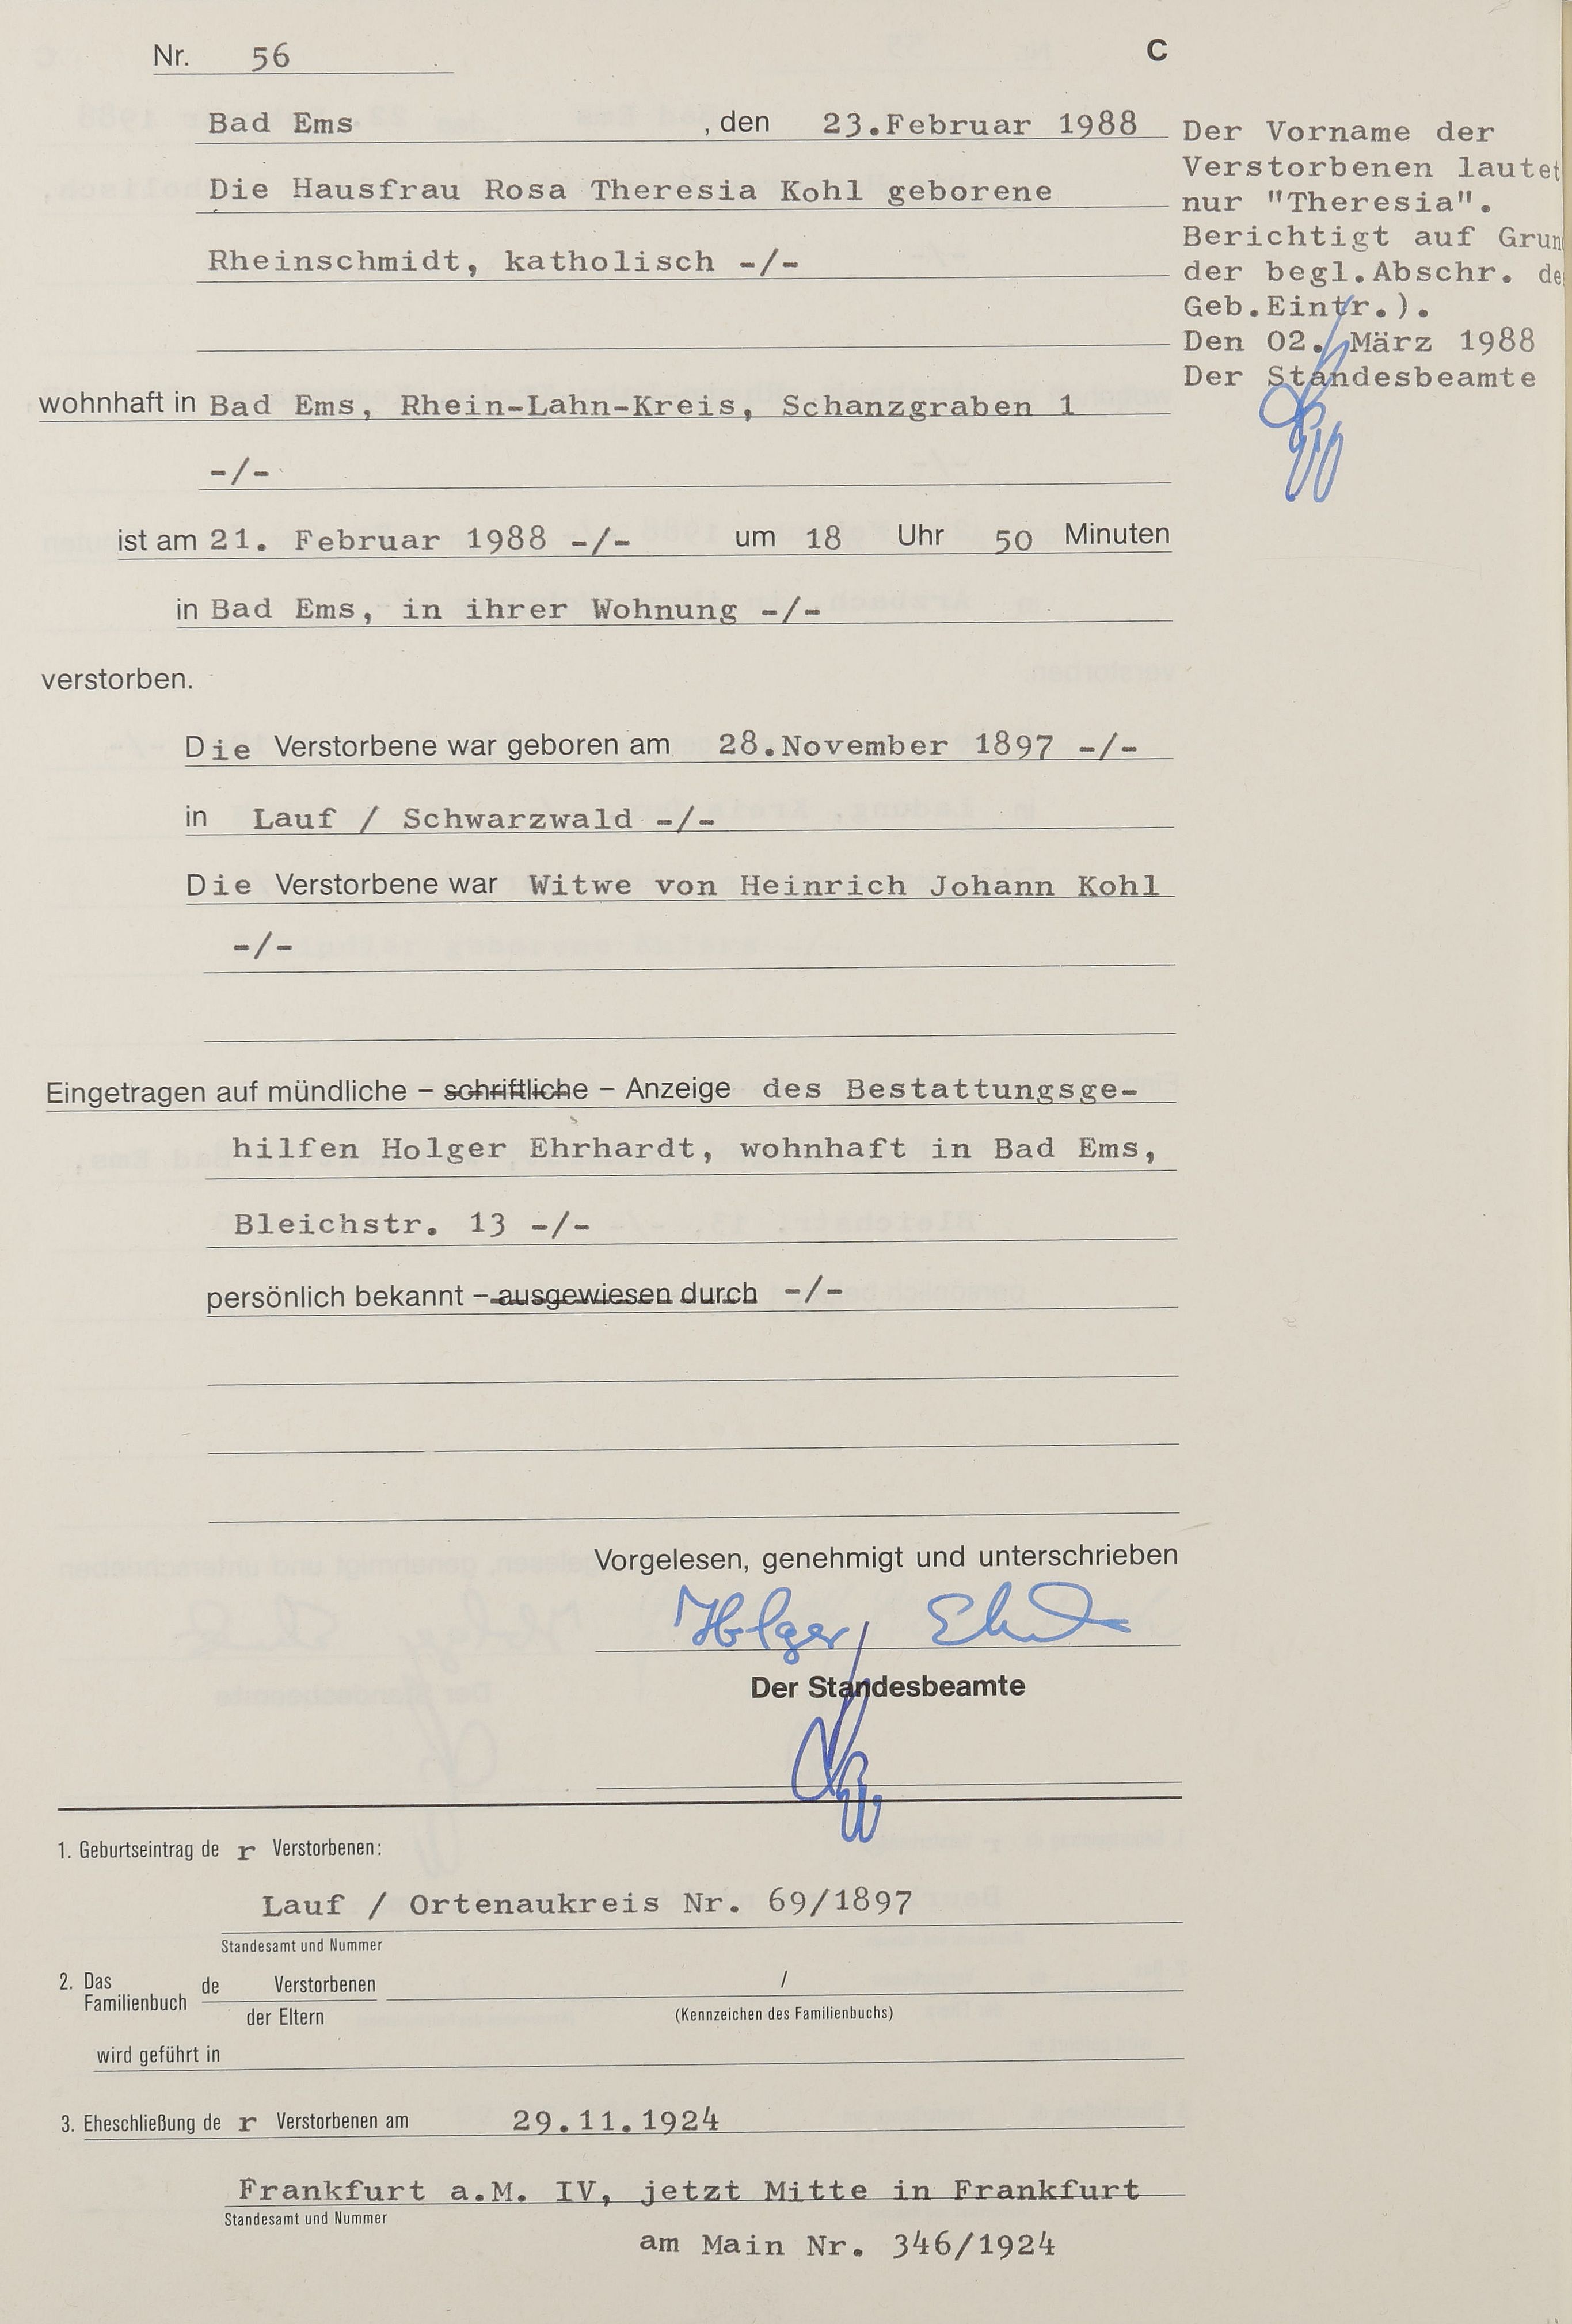 Nr. 56
C
Bad Ems , den 23.Februar 1988
Die Hausfrau Rosa Theresia Kohl geborene
Rheinschmidt, katholisch -/-
wohnhaft in Bad Ems, Rhein-Lahn-Kreis, Schanzgraben 1
-/-
ist am 21. Februar 1988 -/- um 18 Uhr 50 Minuten
in Bad Ems, in ihrer Wohnung -/-
verstorben.
Die Verstorbene war geboren am 28.November 1897 -/-
in Lauf / Schwarzwald -/-
Die Verstorbene war Witwe von Heinrich Johann Kohl
-/-
Eingetragen auf mündliche – schriftliche – Anzeige des Bestattungsge-
hilfen Holger Ehrhardt, wohnhaft in Bad Ems,
Bleichstr. 13 -/-
persönlich bekannt – ausgewiesen durch -/-
Vorgelesen, genehmigt und unterschrieben
Holger
Der Standesbeamte
Der Vorname der
Verstorbenen lautet
nur "Theresia".
Berichtigt auf Grun
der begl.Abschr. de
Geb.Eintr.).
Den 02. März 1988
Der Standesbeamte
1. Geburtseintrag de r Verstorbenen:
Lauf / Ortenaukreis Nr. 69/1897
Standesamt und Nummer
2. Das Familienbuch de Verstorbenen /
der Eltern (Kennzeichen des Familienbuchs)
wird geführt in
3. Eheschließung de r Verstorbenen am 29.11.1924
Frankfurt a.M. IV, jetzt Mitte in Frankfurt
Standesamt und Nummer
am Main Nr. 346/1924